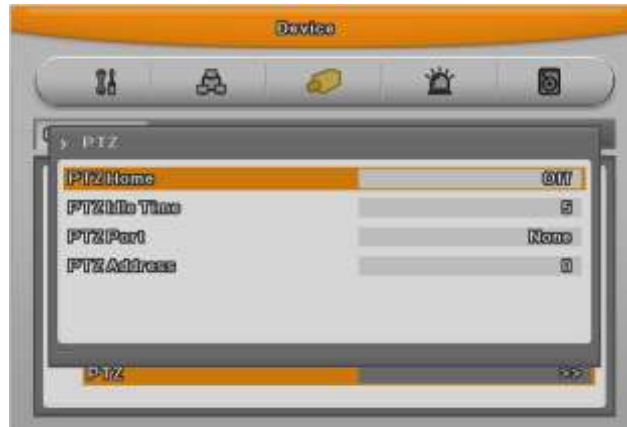 Device
> PTZ
PTZ Home Off
PTZ Idle Time 5
PTZ Port None
PTZ Address 0
PTZ >>